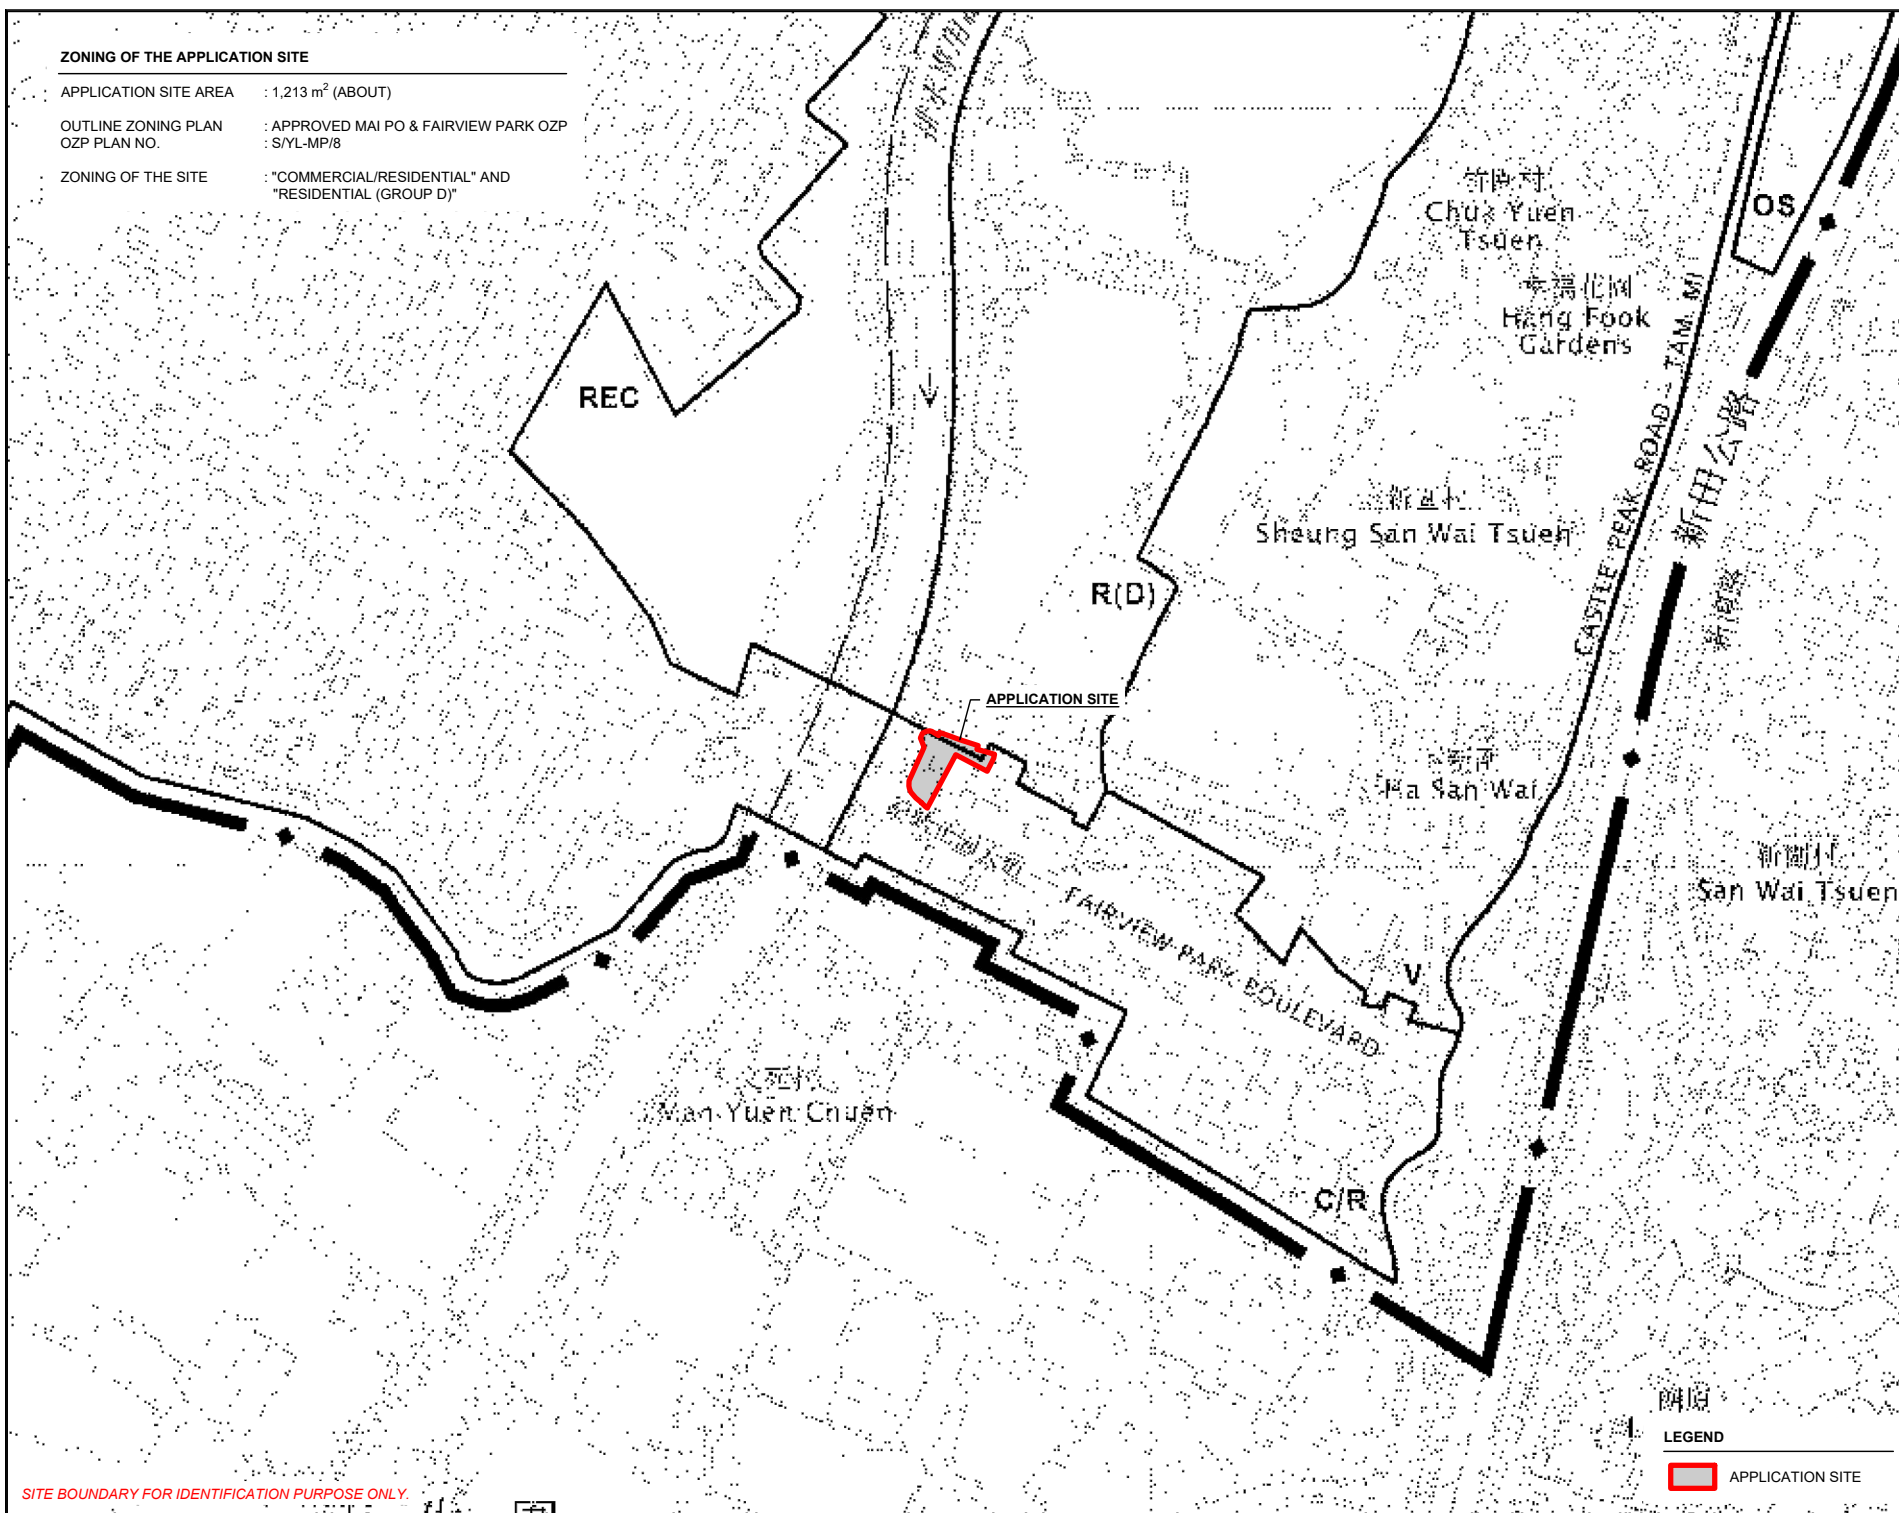 ZONING OF THE APPLICATION SITE
APPLICATION SITE AREA : 1,213 m² (ABOUT)
OUTLINE ZONING PLAN : APPROVED MAI PO & FAIRVIEW PARK OZP
OZP PLAN NO. : S/YL-MP/8
ZONING OF THE SITE : "COMMERCIAL/RESIDENTIAL" AND
"RESIDENTIAL (GROUP D)"
OS
Chuk Yuen
Tsuen
Hang Fook
Gardens
REC
CASTLE PEAK ROAD - TAM MI
新田公路
Sheung San Wai Tsuen
R(D)
APPLICATION SITE
Ha San Wai
San Wai Tsuen
FAIRVIEW PARK BOULEVARD
V
Man Yuen Chuen
C/R
LEGEND
APPLICATION SITE
SITE BOUNDARY FOR IDENTIFICATION PURPOSE ONLY.